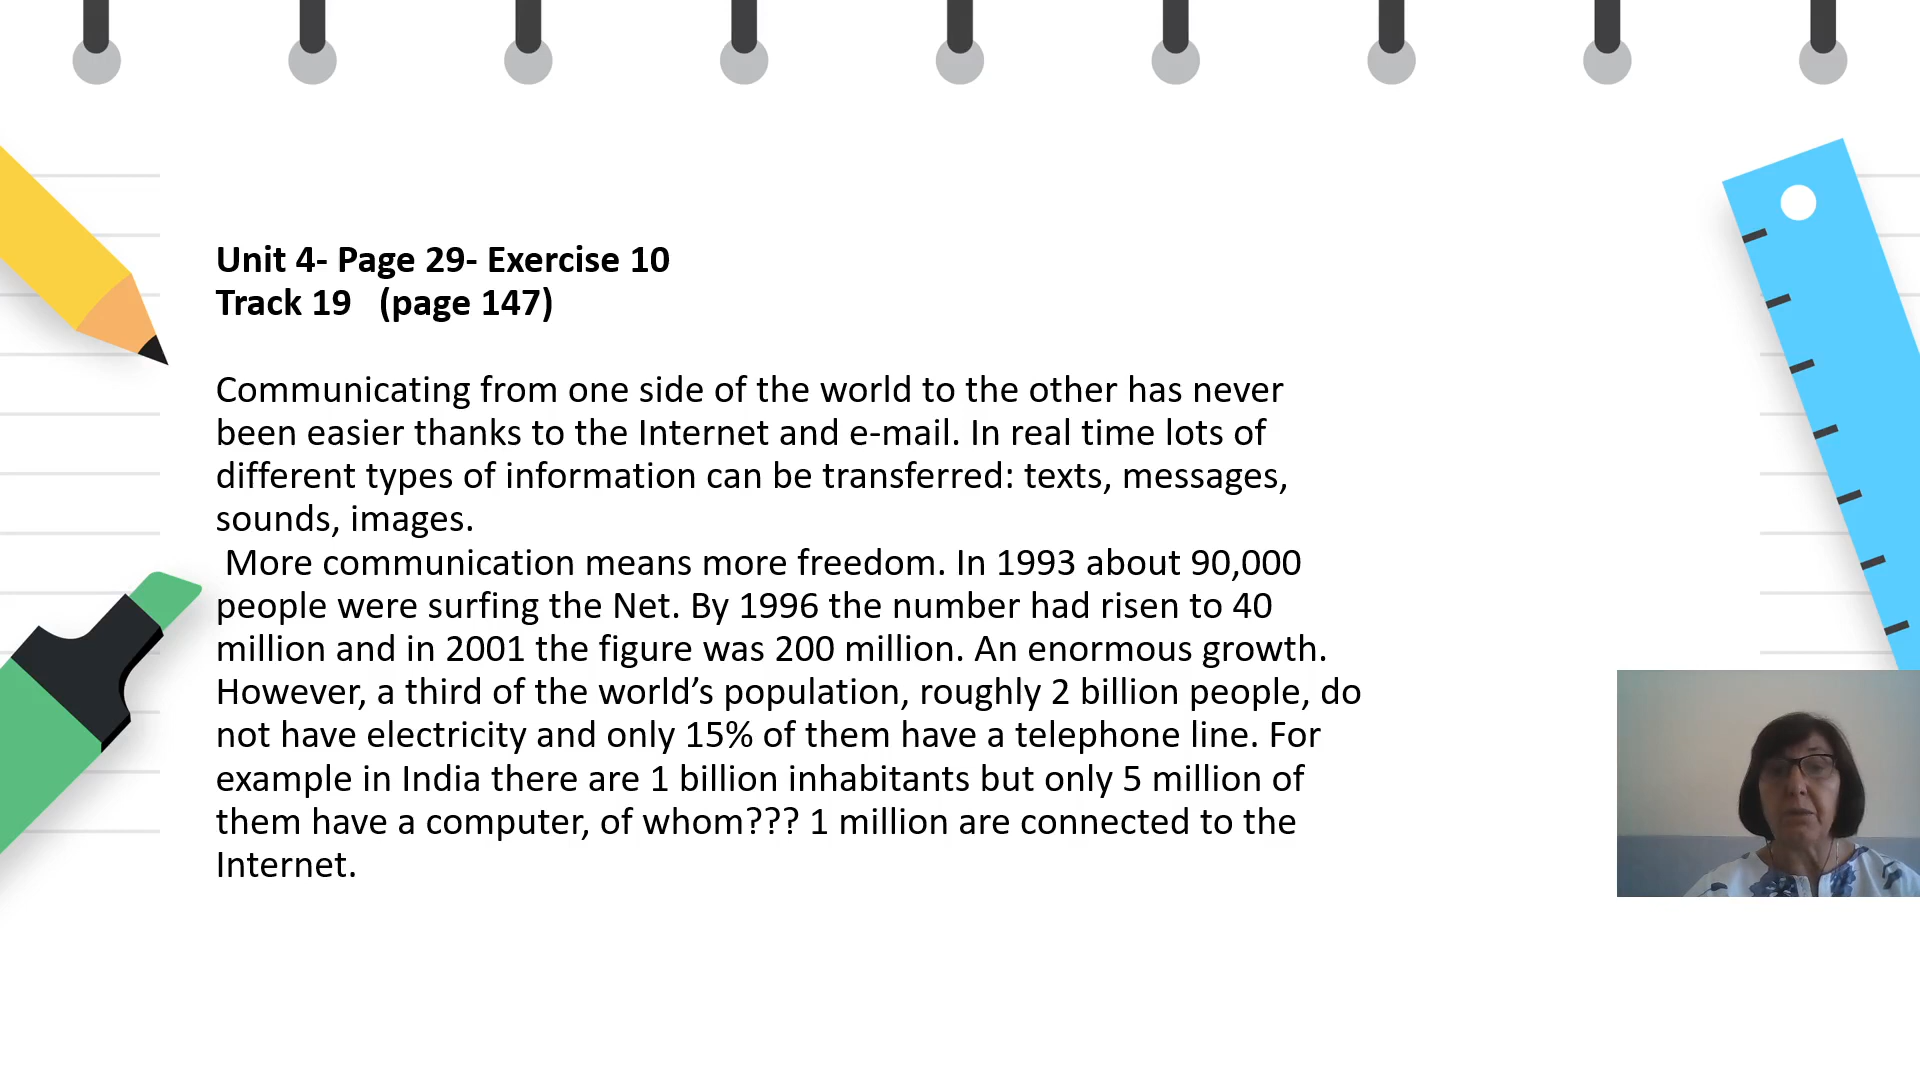 Unit 4- Page 29- Exercise 10
Track 19 (page 147)
Communicating from one side of the world to the other has never
been easier thanks to the Internet and e-mail. In real time lots of
different types of information can be transferred: texts, messages,
sounds, images.
More communication means more freedom. In 1993 about 90,000
people were surfing the Net. By 1996 the number had risen to 40
million and in 2001 the figure was 200 million. An enormous growth.
However, a third of the world’s population, roughly 2 billion people, do
not have electricity and only 15% of them have a telephone line. For
example in India there are 1 billion inhabitants but only 5 million of
them have a computer, of whom??? 1 million are connected to the
Internet.